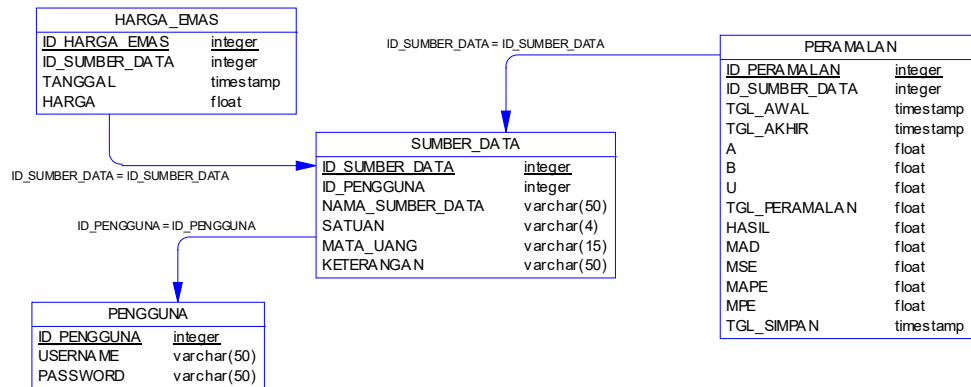 HARGA_EMAS
ID_HARGA_EMAS integer
ID_SUMBER_DATA integer
TANGGAL timestamp
HARGA float
ID_SUMBER_DATA = ID_SUMBER_DATA
PERAMALAN
ID_PERAMALAN integer
ID_SUMBER_DATA integer
TGL_AWAL timestamp
TGL_AKHIR timestamp
A float
B float
U float
TGL_PERAMALAN float
HASIL float
MAD float
MSE float
MAPE float
MPE float
TGL_SIMPAN timestamp
ID_SUMBER_DATA = ID_SUMBER_DATA
SUMBER_DATA
ID_SUMBER_DATA integer
ID_PENGGUNA integer
NAMA_SUMBER_DATA varchar(50)
SATUAN varchar(4)
MATA_UANG varchar(15)
KETERANGAN varchar(50)
ID_PENGGUNA = ID_PENGGUNA
PENGGUNA
ID_PENGGUNA integer
USERNAME varchar(50)
PASSWORD varchar(50)